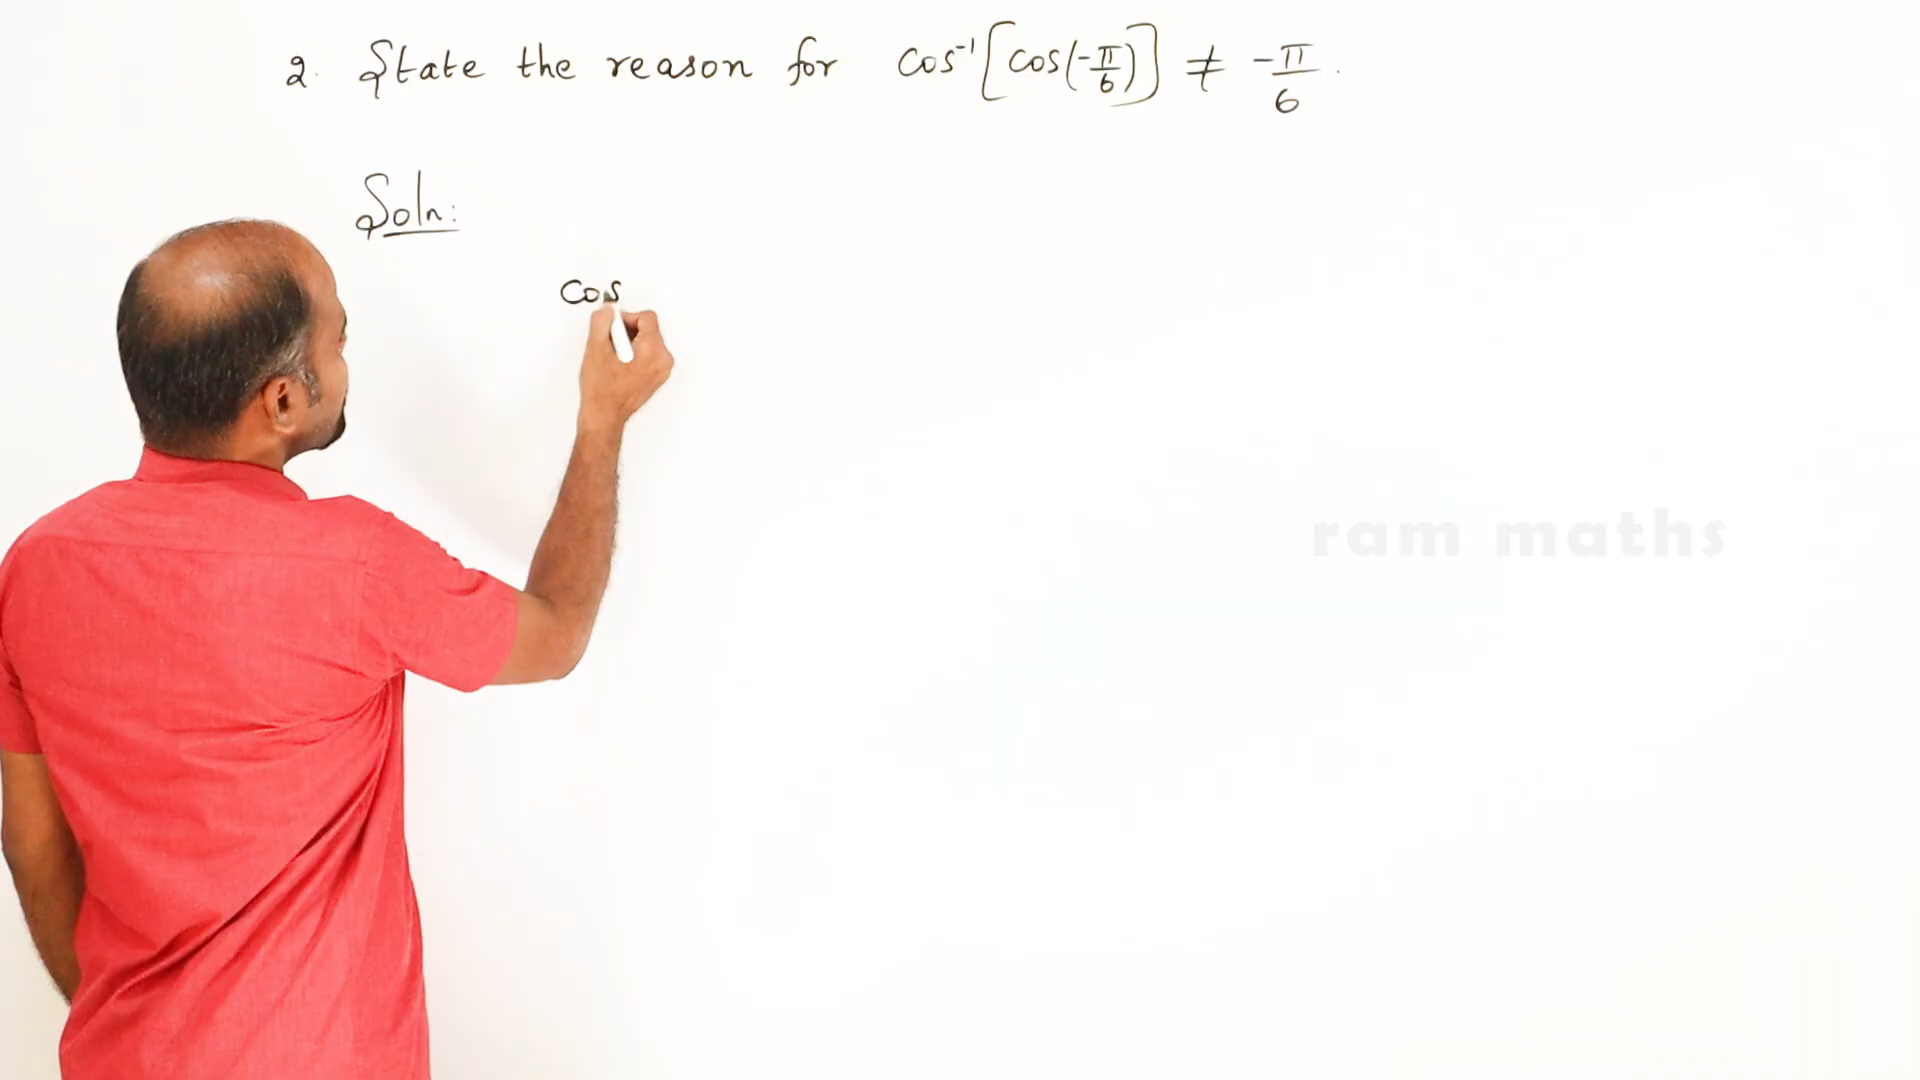 2. State the reason for cos⁻¹[cos(-π/6)] ≠ -π/6.
Soln:
cos
ram maths